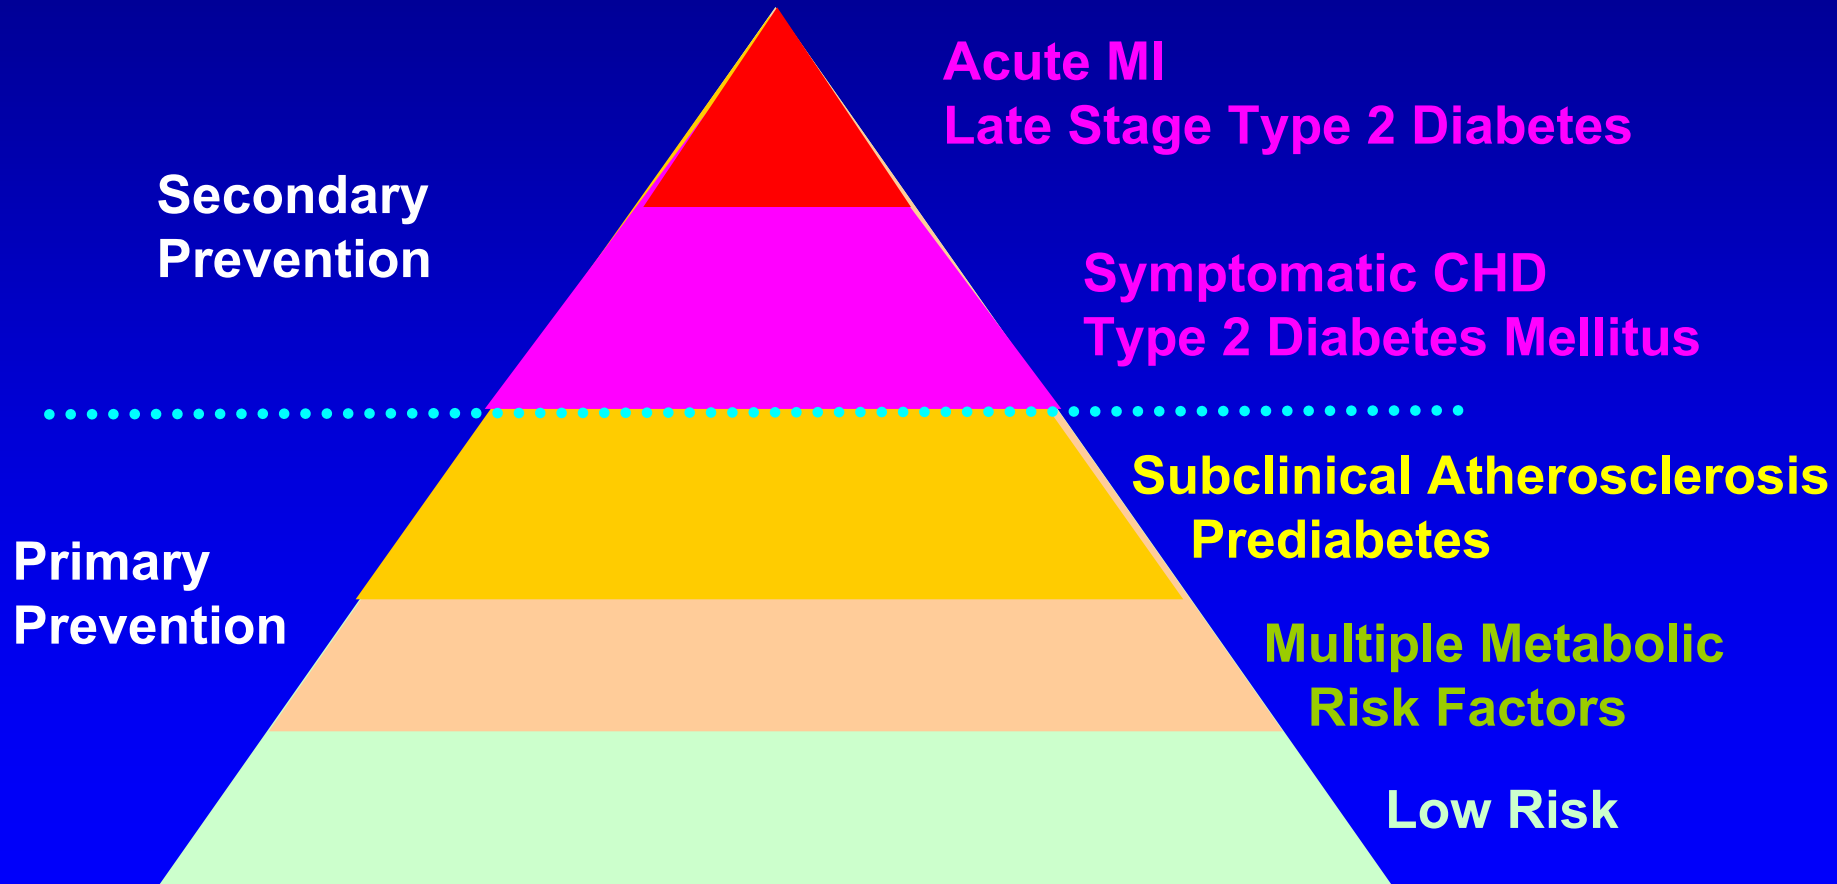 Acute MI
Late Stage Type 2 Diabetes
Secondary
Prevention
Symptomatic CHD
Type 2 Diabetes Mellitus
Subclinical Atherosclerosis
Prediabetes
Primary
Prevention
Multiple Metabolic
Risk Factors
Low Risk